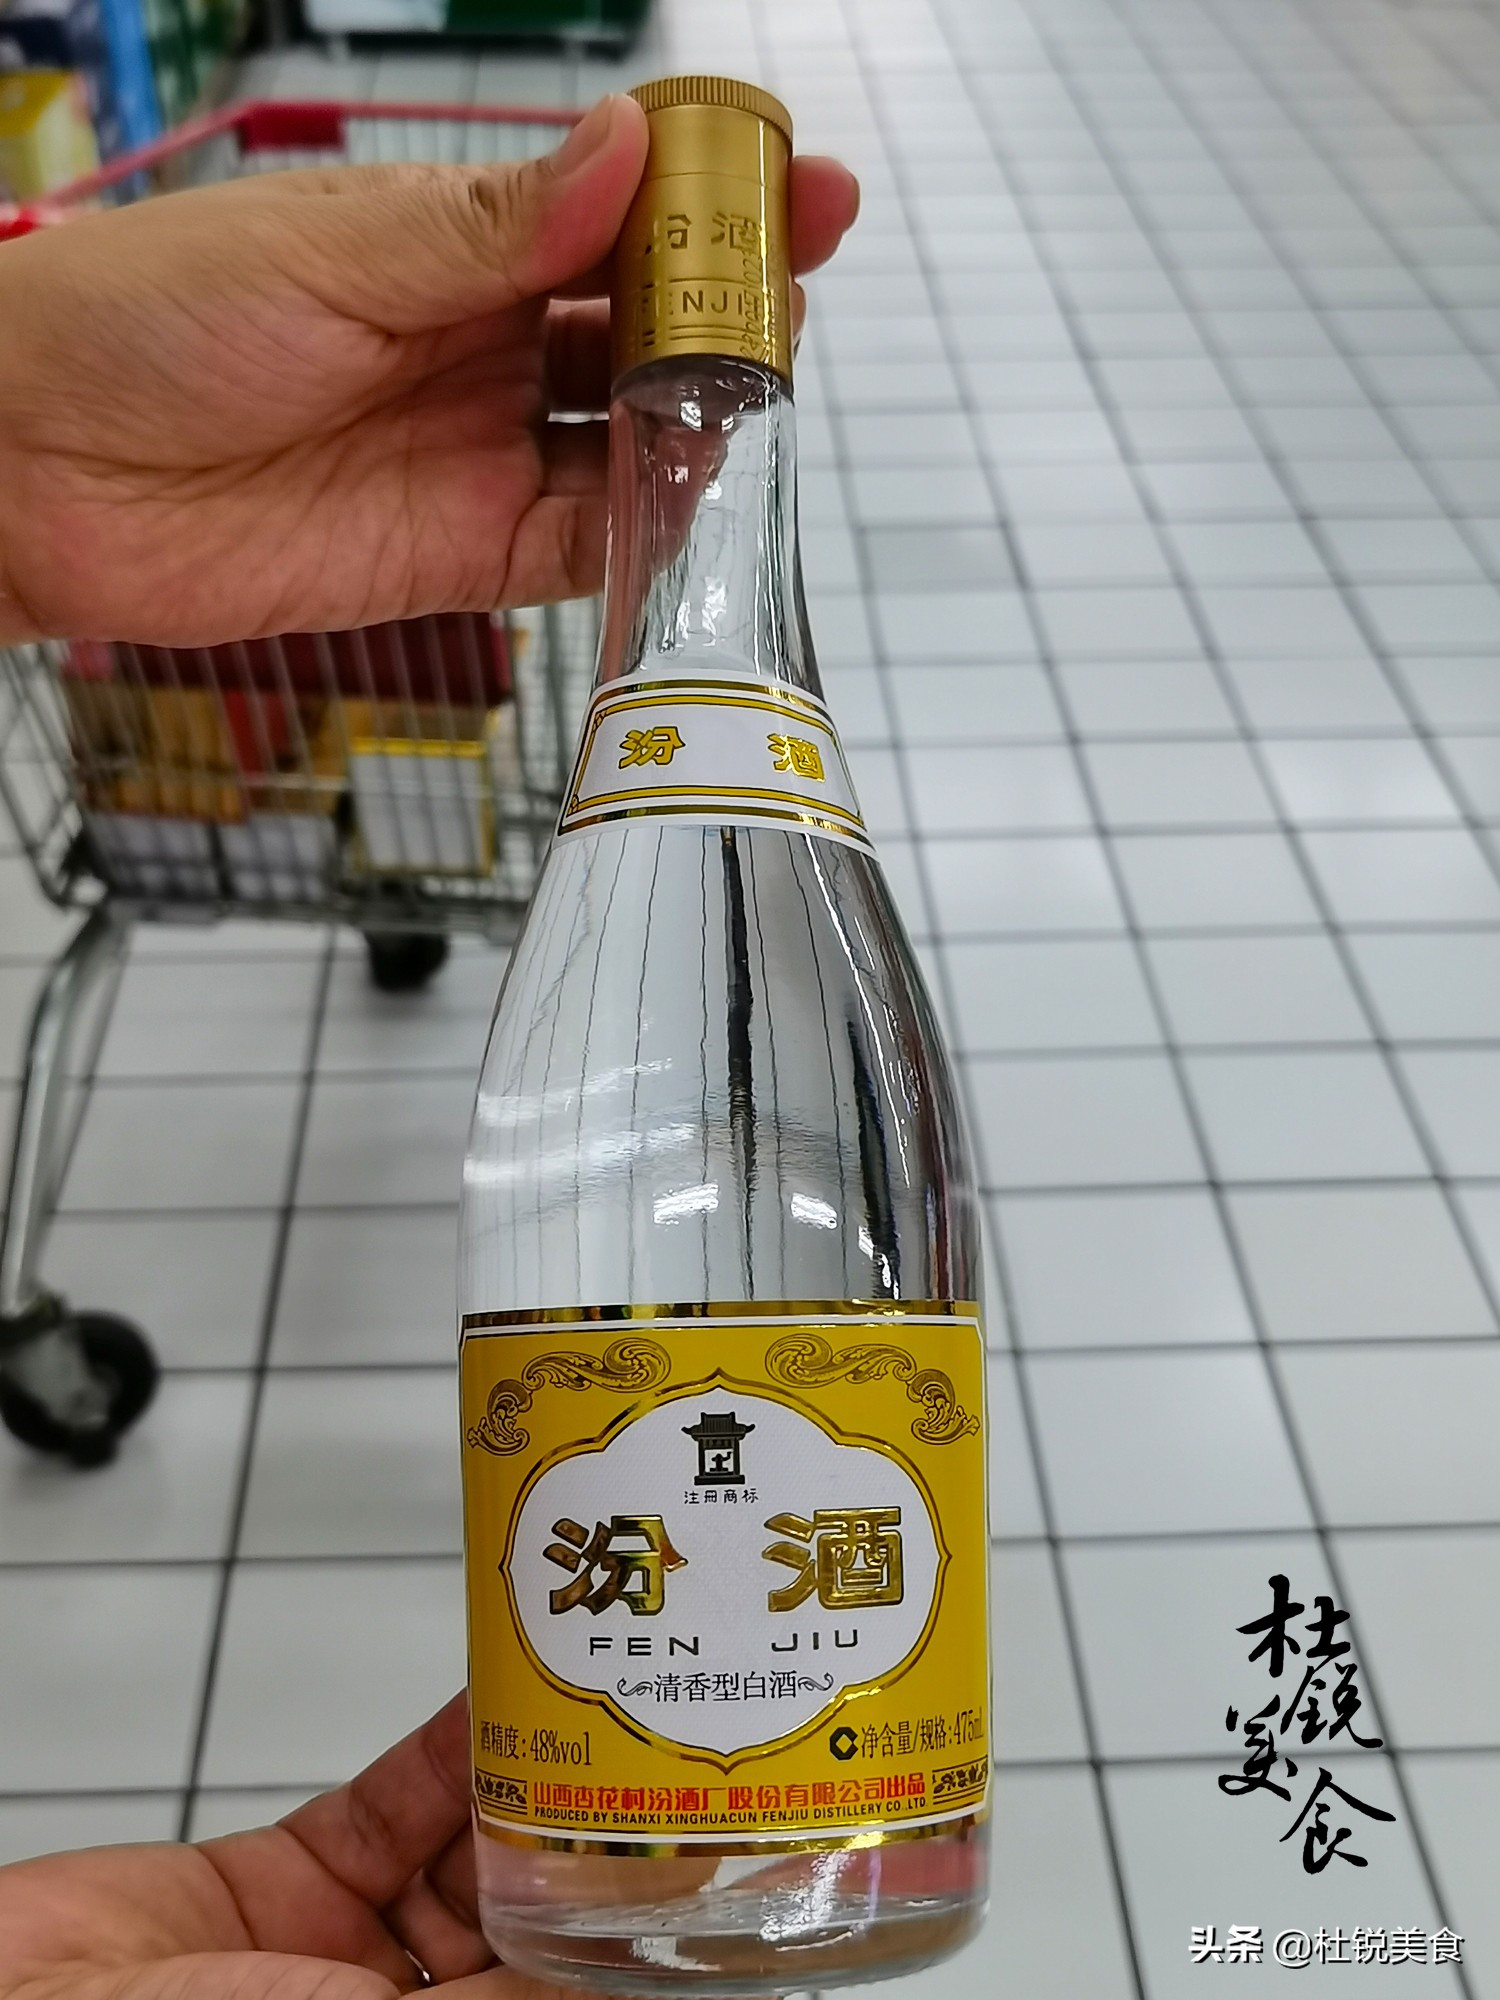 汾酒
FENJIU
汾 酒
注册商标
汾 酒
FEN JIU
清香型白酒
酒精度:48%vol
净含量/规格:475mL
山西杏花村汾酒厂股份有限公司出品
PRODUCED BY SHANXI XINGHUACUN FENJIU DISTILLERY CO.,LTD.
杜锐
美食
头条 @杜锐美食